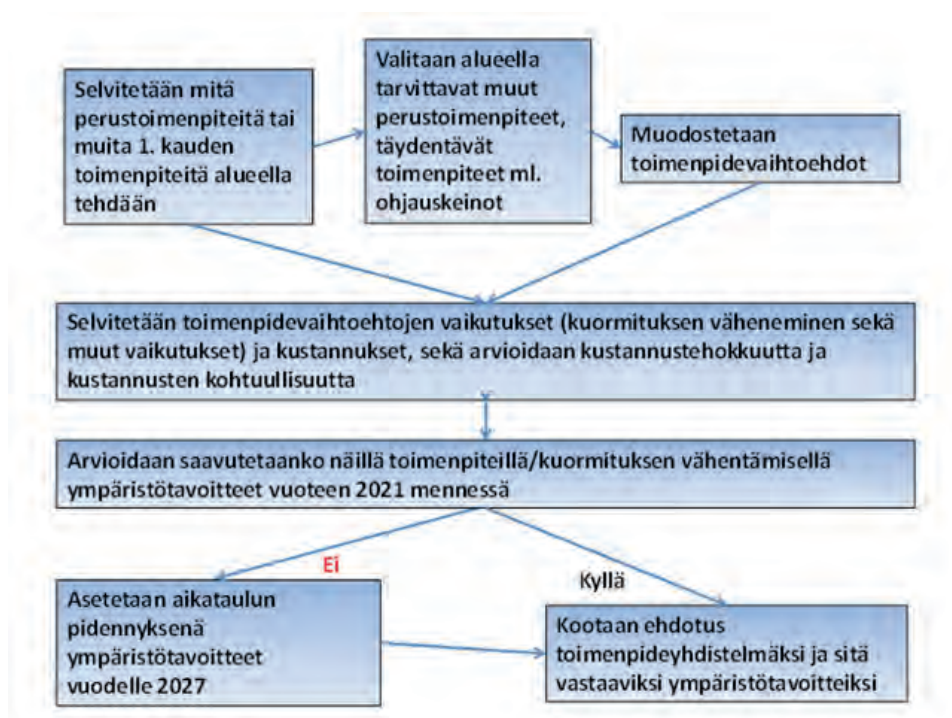 Selvitetään mitä
perustoimenpiteitä tai
muita 1. kauden
toimenpiteitä alueella
tehdään
Valitaan alueella
tarvittavat muut
perustoimenpiteet,
täydentävät
toimenpiteet ml.
ohjauskeinot
Muodostetaan
toimenpidevaihtoehdot
Selvitetään toimenpidevaihtoehtojen vaikutukset (kuormituksen väheneminen sekä
muut vaikutukset) ja kustannukset, sekä arvioidaan kustannustehokkuutta ja
kustannusten kohtuullisuutta
Arvioidaan saavutetaanko näillä toimenpiteillä/kuormituksen vähentämisellä
ympäristötavoitteet vuoteen 2021 mennessä
Ei
Kyllä
Asetetaan aikataulun
pidennyksenä
ympäristötavoitteet
vuodelle 2027
Kootaan ehdotus
toimenpideyhdistelmäksi ja sitä
vastaaviksi ympäristötavoitteiksi